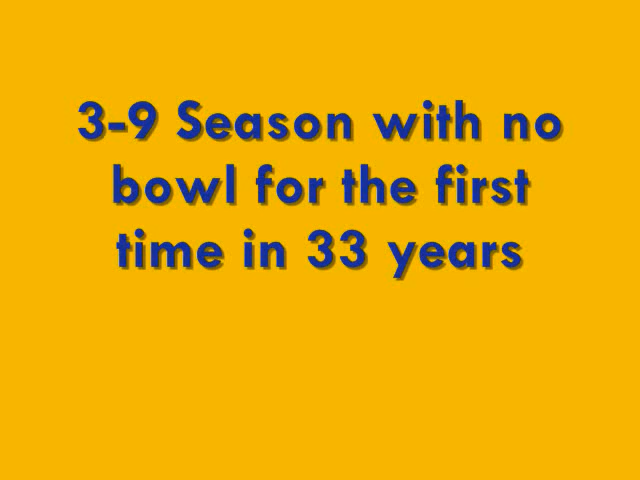 3-9 Season with no
bowl for the first
time in 33 years